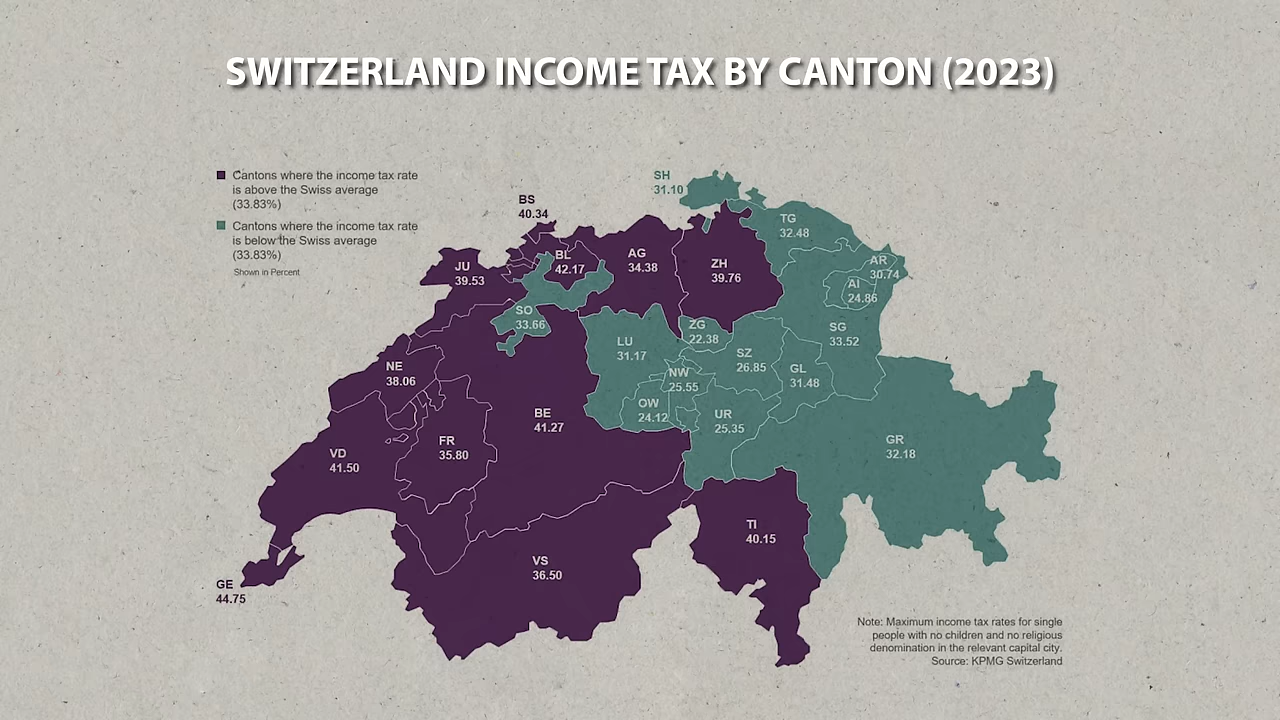 SWITZERLAND INCOME TAX BY CANTON (2023)
Cantons where the income tax rate
is above the Swiss average
(33.83%)
Cantons where the income tax rate
is below the Swiss average
(33.83%)
Shown in Percent
SH
31.10
BS
40.34
TG
32.48
BL
42.17
AG
34.38
ZH
39.76
AR
30.74
JU
39.53
AI
24.86
SO
33.66
ZG
22.38
SG
33.52
LU
31.17
SZ
26.85
NE
38.06
NW
25.55
GL
31.48
OW
24.12
BE
41.27
UR
25.35
FR
35.80
GR
32.18
VD
41.50
TI
40.15
VS
36.50
GE
44.75
Note: Maximum income tax rates for single
people with no children and no religious
denomination in the relevant capital city.
Source: KPMG Switzerland